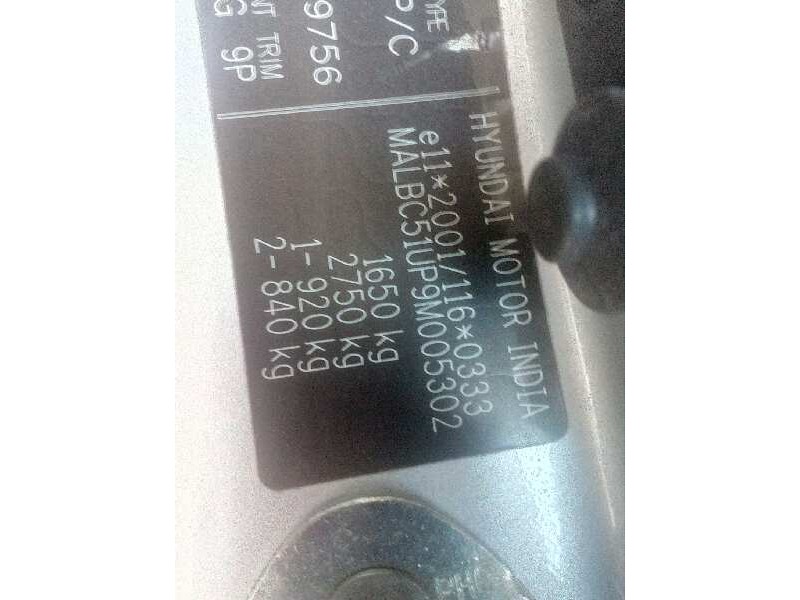 HYUNDAI MOTOR INDIA
e11*2001/116*0333
MALBC51UP9M005302
1650 kg
2750 kg
1- 920 kg
2- 840 kg
P/C
9756
TRIM
9P